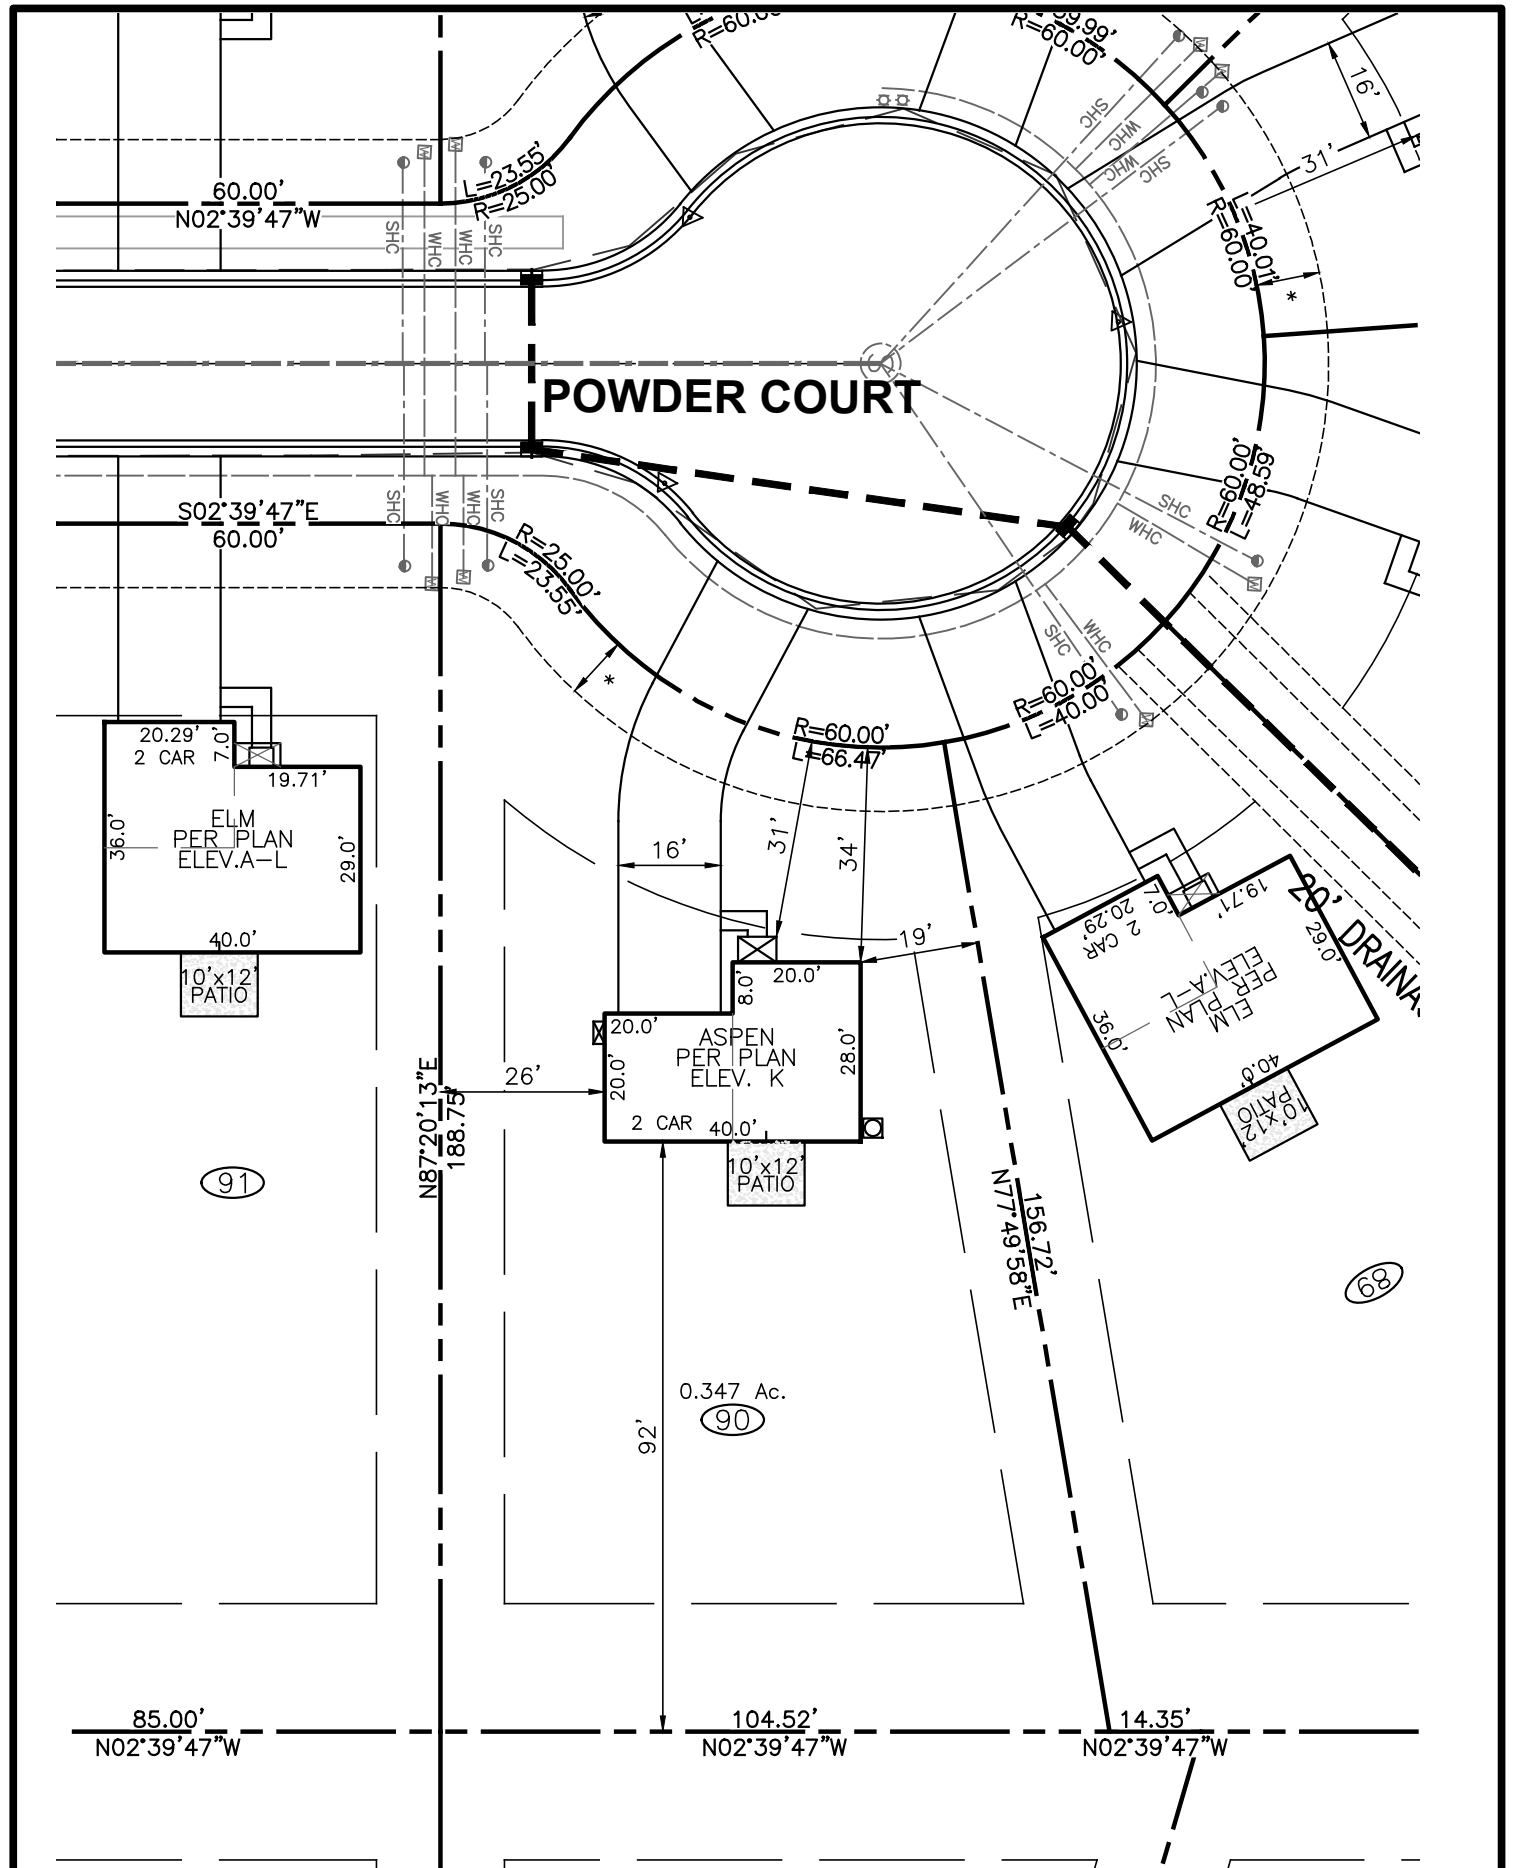 R=60.00'
59.99'
R=60.00'
16'
31'
SHC
WHC
WHC
SHC
60.00'
N02°39'47"W
L=23.55'
R=25.00'
SHC
WHC
WHC
SHC
L=40.01'
R=60.00'
*
POWDER COURT
S02°39'47"E
60.00'
SHC
WHC
WHC
SHC
R=25.00'
L=23.55'
*
R=60.00'
L=48.59'
SHC
WHC
SHC
WHC
R=60.00'
L=40.00'
R=60.00'
L=66.47'
20.29'
2 CAR
7.0'
19.71'
ELM
PER PLAN
ELEV.A-L
36.0'
29.0'
40.0'
10'x12'
PATIO
16'
31'
34'
19'
20.0'
8.0'
20.0'
ASPEN
PER PLAN
ELEV. K
20.0'
28.0'
2 CAR
40.0'
10'x12'
PATIO
26'
20.29'
2 CAR
7.0'
19.71'
ELM
PER PLAN
ELEV.A-L
36.0'
29.0'
40.0'
10'x12'
PATIO
20'
N87°20'13"E
188.75'
91
156.72'
N77°49'58"E
89
0.347 Ac.
90
92'
85.00'
N02°39'47"W
104.52'
N02°39'47"W
14.35'
N02°39'47"W